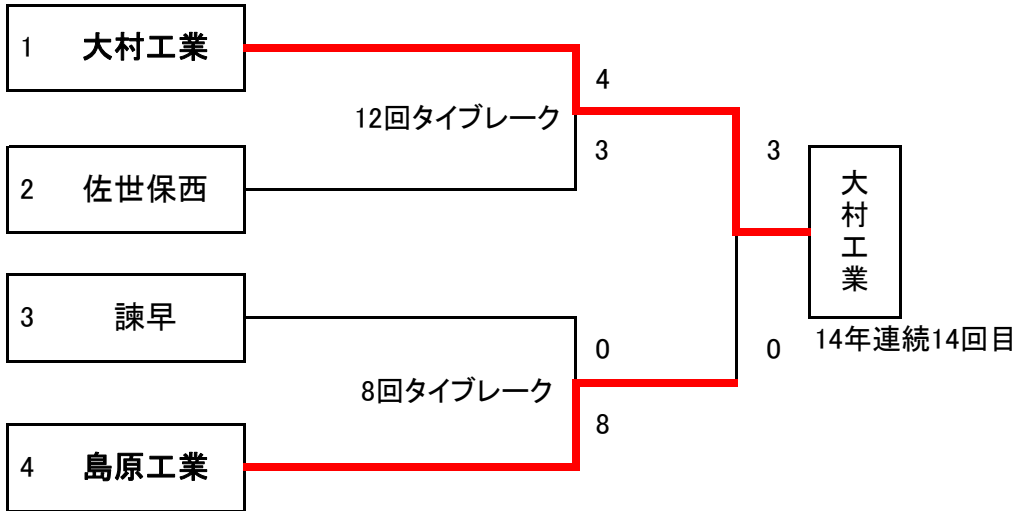 1 大村工業
4
12回タイブレーク
3
3
2 佐世保西
大村工業
3 諫早
0
0
14年連続14回目
8回タイブレーク
8
4 島原工業